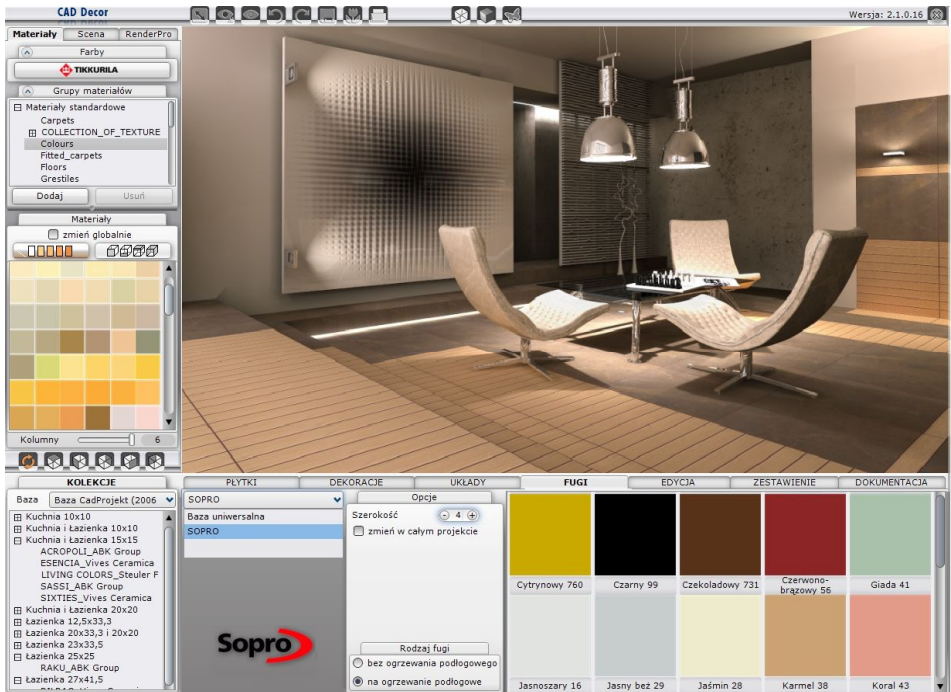 CAD Decor
Wersja: 2.1.0.16
Materiały Scena RenderPro
Farby
TIKKURILA
Grupy materiałów
Materiały standardowe
Carpets
COLLECTION_OF_TEXTURE
Colours
Fitted_carpets
Floors
Grestiles
Dodaj Usuń
Materiały
zmień globalnie
Kolumny 6
KOLEKCJE
Baza Baza CadProjekt (2006
Kuchnia 10x10
Kuchnia i Łazienka 10x10
Kuchnia i Łazienka 15x15
ACROPOLI_ABK Group
ESENCIA_Vives Ceramica
LIVING COLORS_Steuler F
SASSI_ABK Group
SIXTIES_Vives Ceramica
Kuchnia i Łazienka 20x20
Łazienka 12,5x33,3
Łazienka 20x33,3 i 20x20
Łazienka 23x33,5
Łazienka 25x25
RAKU_ABK Group
Łazienka 27x41,5
PŁYTKI DEKORACJE UKŁADY FUGI EDYCJA ZESTAWIENIE DOKUMENTACJA
SOPRO
Baza uniwersalna
SOPRO
Sopro
Opcje
Szerokość 4
zmień w całym projekcie
Rodzaj fugi
bez ogrzewania podłogowego
na ogrzewanie podłogowe
Cytrynowy 760
Czarny 99
Czekoladowy 731
Czerwono-
brązowy 56
Giada 41
Jasnoszary 16
Jasny beż 29
Jaśmin 28
Karmel 38
Koral 43